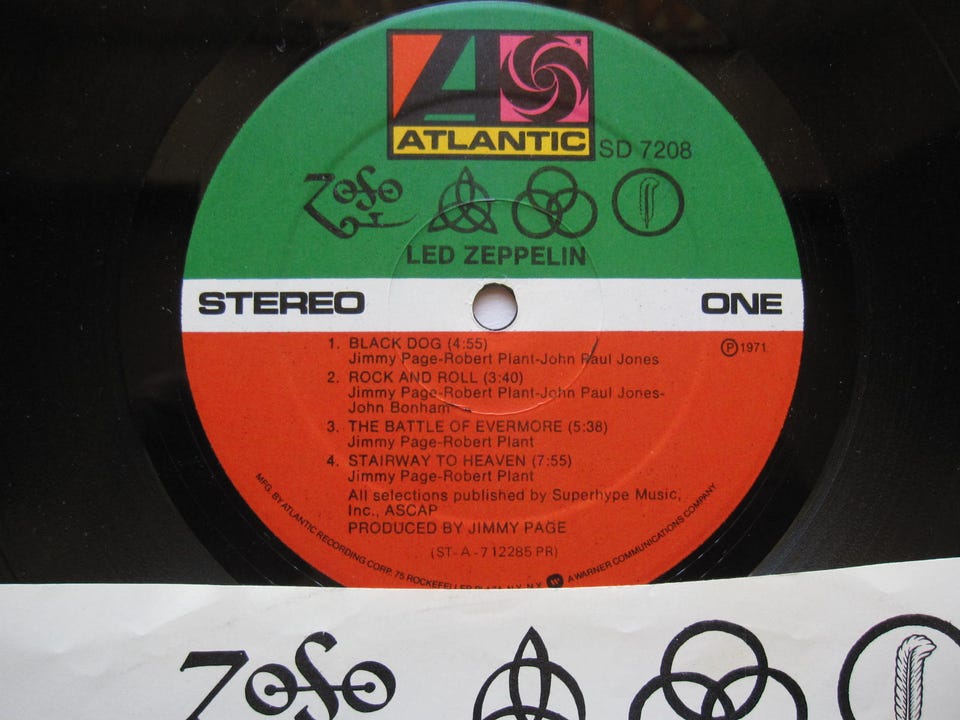 ATLANTIC
SD 7208
LED ZEPPELIN
STEREO
ONE
1. BLACK DOG (4:55)
Jimmy Page-Robert Plant-John Paul Jones
℗ 1971
2. ROCK AND ROLL (3:40)
Jimmy Page-Robert Plant-John Paul Jones-
John Bonham
3. THE BATTLE OF EVERMORE (5:38)
Jimmy Page-Robert Plant
4. STAIRWAY TO HEAVEN (7:55)
Jimmy Page-Robert Plant
All selections published by Superhype Music,
Inc., ASCAP
PRODUCED BY JIMMY PAGE
(ST-A-712285 PR)
MFG. BY ATLANTIC RECORDING CORP. 75 ROCKEFELLER PLAZA, N.Y. N.Y. A WARNER COMMUNICATIONS COMPANY